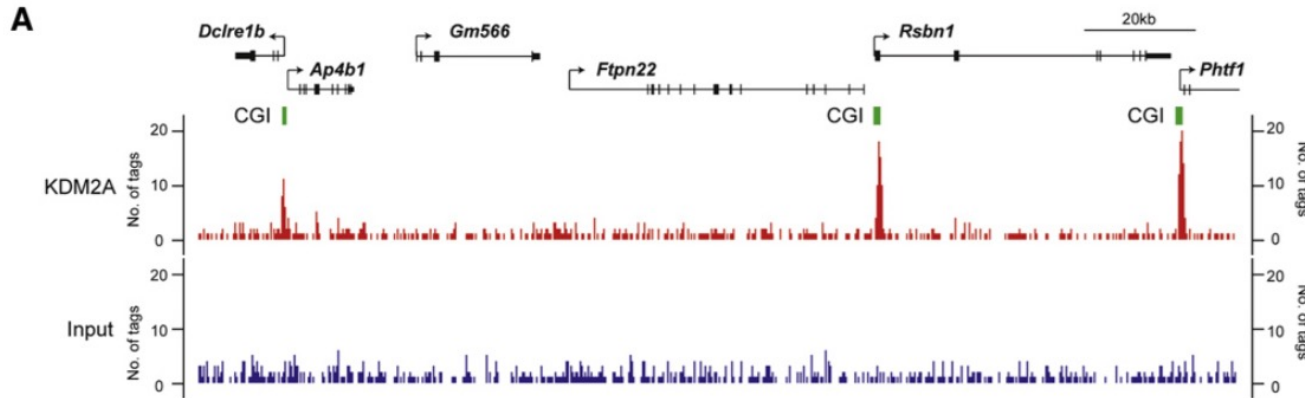 A
Dclre1b
Gm566
Rsbn1
20kb
Ap4b1
Ftpn22
Phtf1
CGI
CGI
CGI
KDM2A
No. of tags
20
10
0
20
10
0
No. of tags
Input
No. of tags
20
10
0
20
10
0
No. of tags